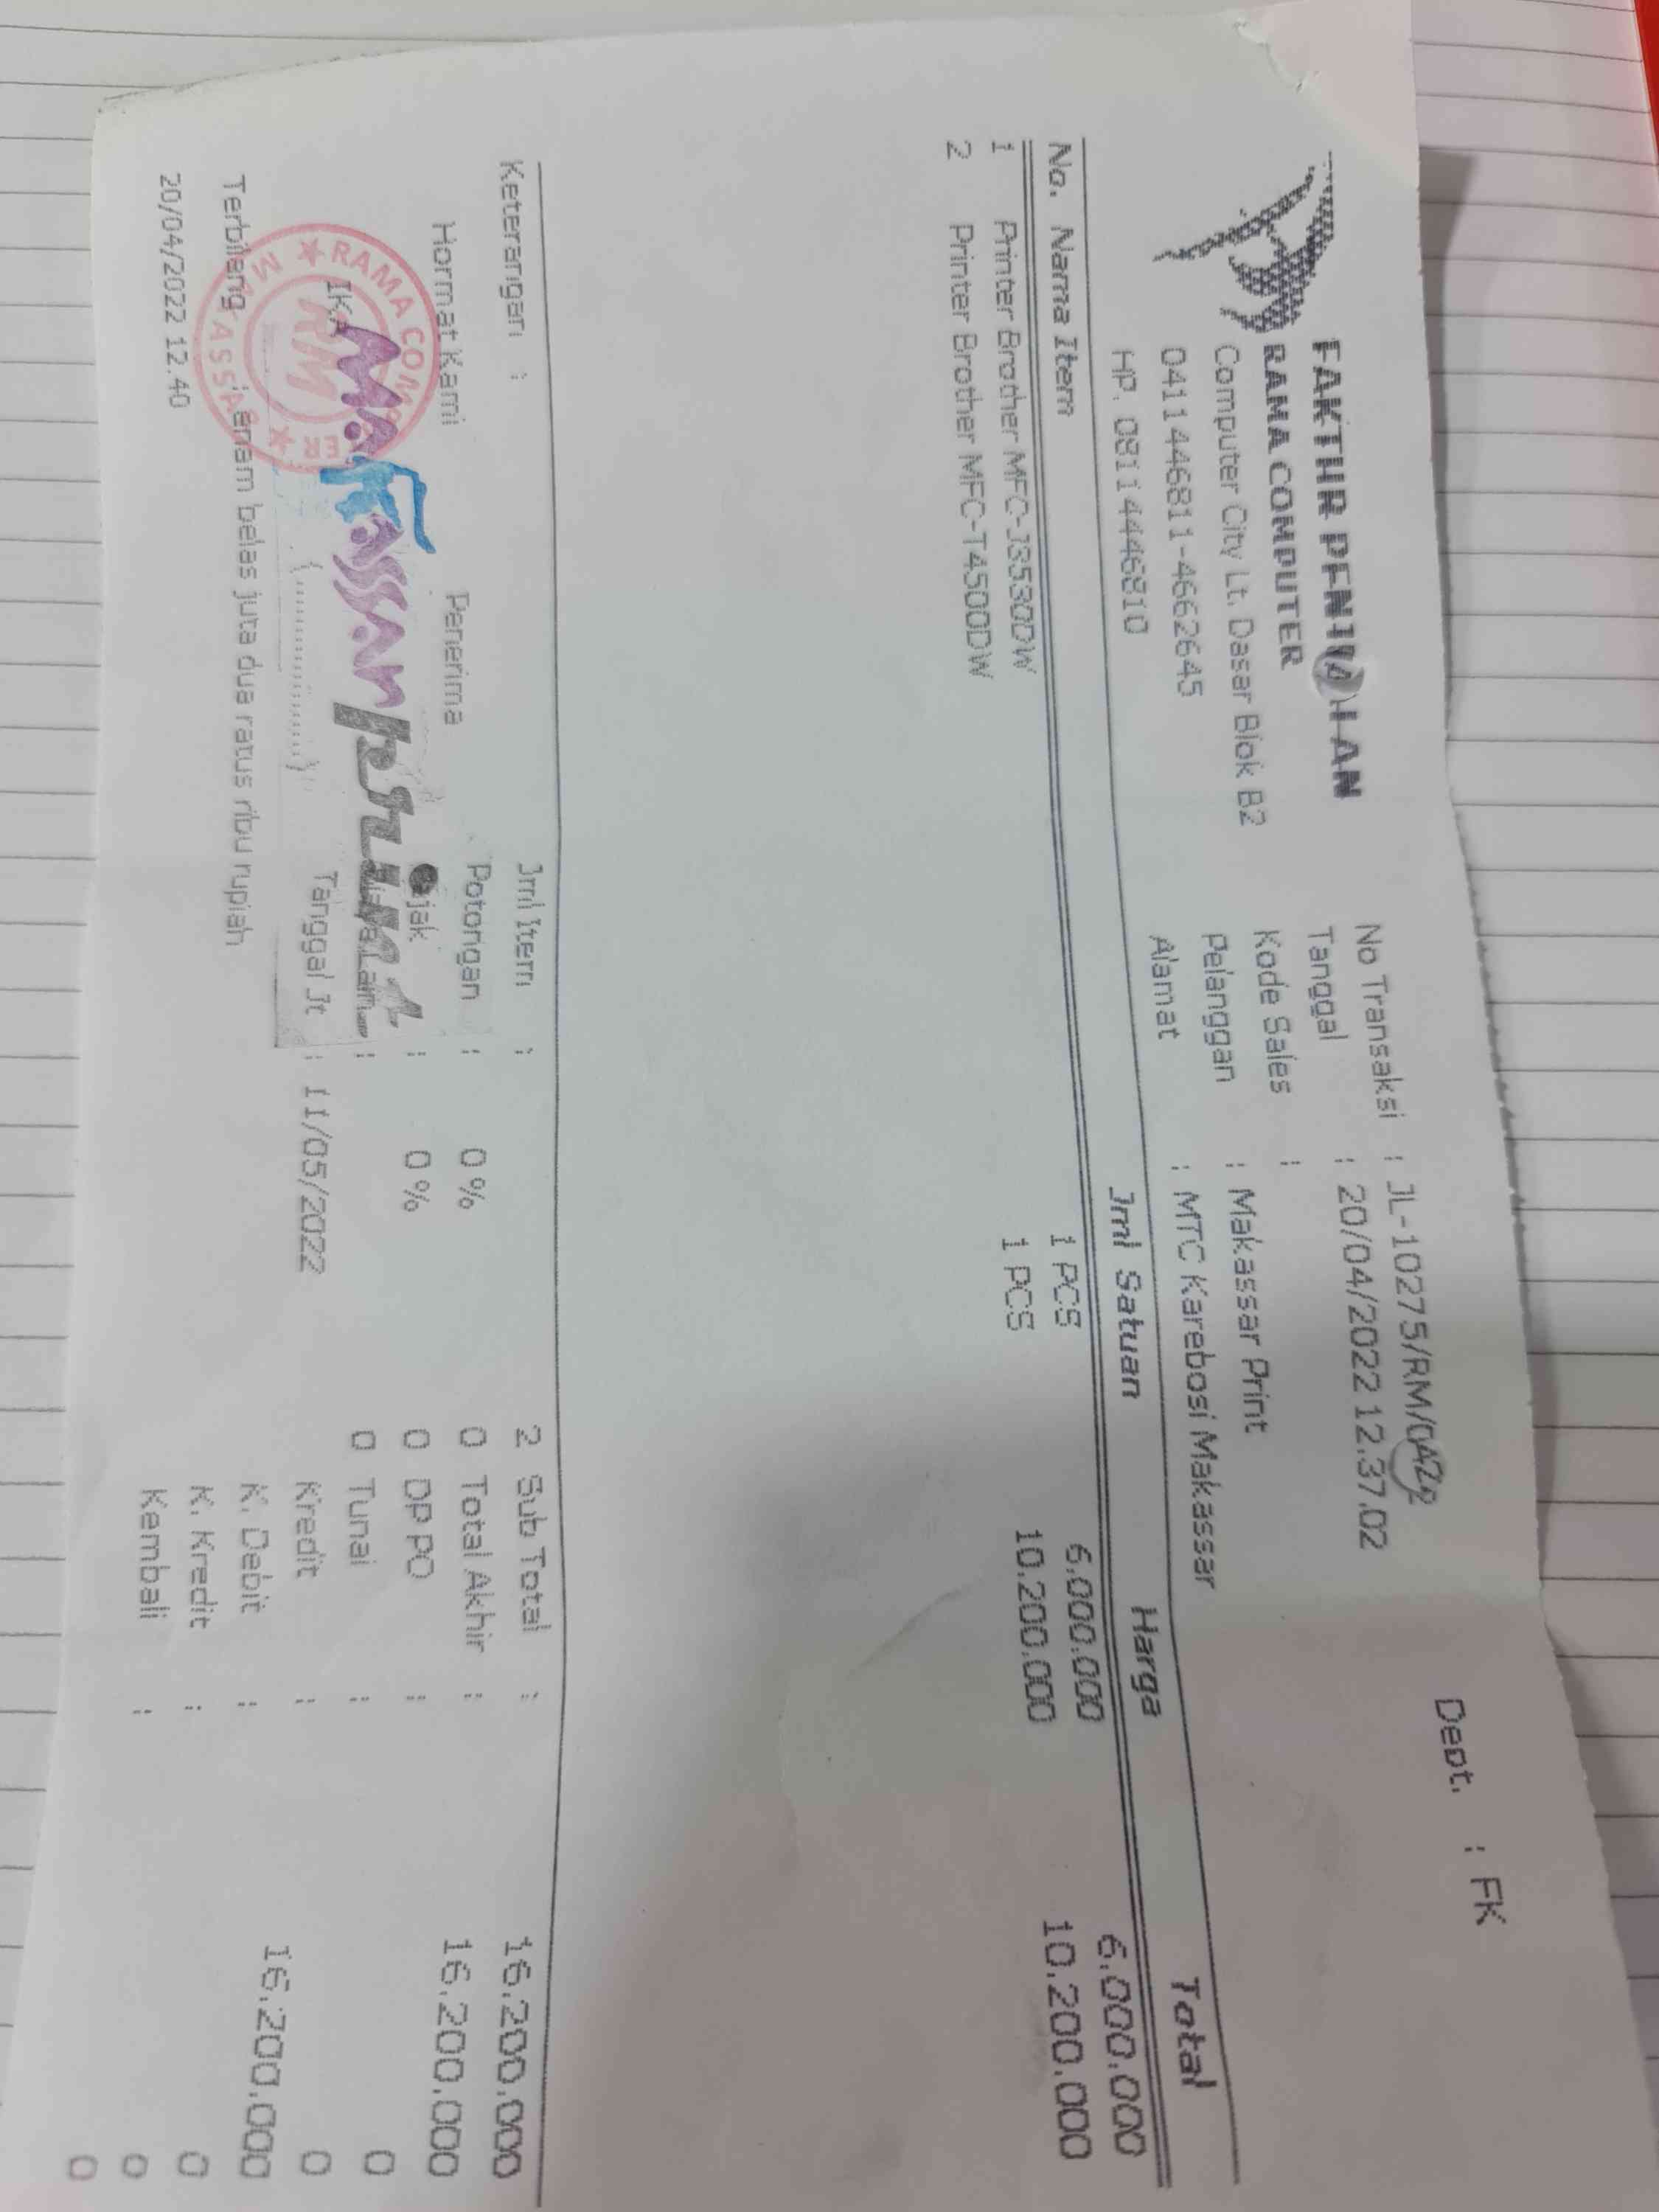 FAKTUR PENJUALAN
RAMA COMPUTER
Computer City Lt. Dasar Blok B2
0411 446811-4662645
HP. 0811446810
Dept. : FK
No Transaksi : JL-10275/RM/0422
Tanggal : 20/04/2022 12.37.02
Kode Sales :
Pelanggan : Makassar Print
Alamat : MTC Karebosi Makassar
No. Nama Item Jml Satuan Harga Total
1 Printer Brother MFC-J3530DW 1 PCS 6.000.000 6.000.000
2 Printer Brother MFC-T4500DW 1 PCS 10.200.000 10.200.000
Keterangan :
Hormat Kami
Penerima
IKA
(..............)
RAMA COMPUTER
MAKASSAR
RM
MAKASSAR print
Jml Item : 2
Potongan : 0 % 0
: 0 % 0
: 0
Tanggal Jt : 11/05/2022
Sub Total : 16.200.000
Total Akhir : 16.200.000
DP PO : 0
Tunai : 0
Kredit : 16.200.000
K. Debit : 0
K. Kredit : 0
Kembali : 0
Terbilang : enam belas juta dua ratus ribu rupiah
20/04/2022 12.40